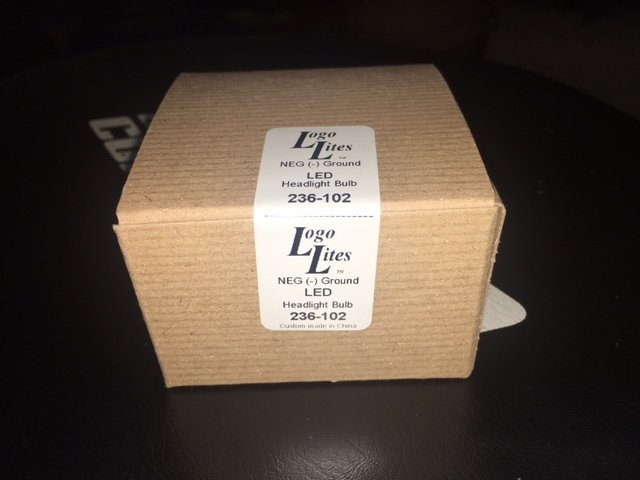 Logo
Lites
™
NEG (-) Ground
LED
Headlight Bulb
236-102
Logo
Lites
™
NEG (-) Ground
LED
Headlight Bulb
236-102
Custom made in China